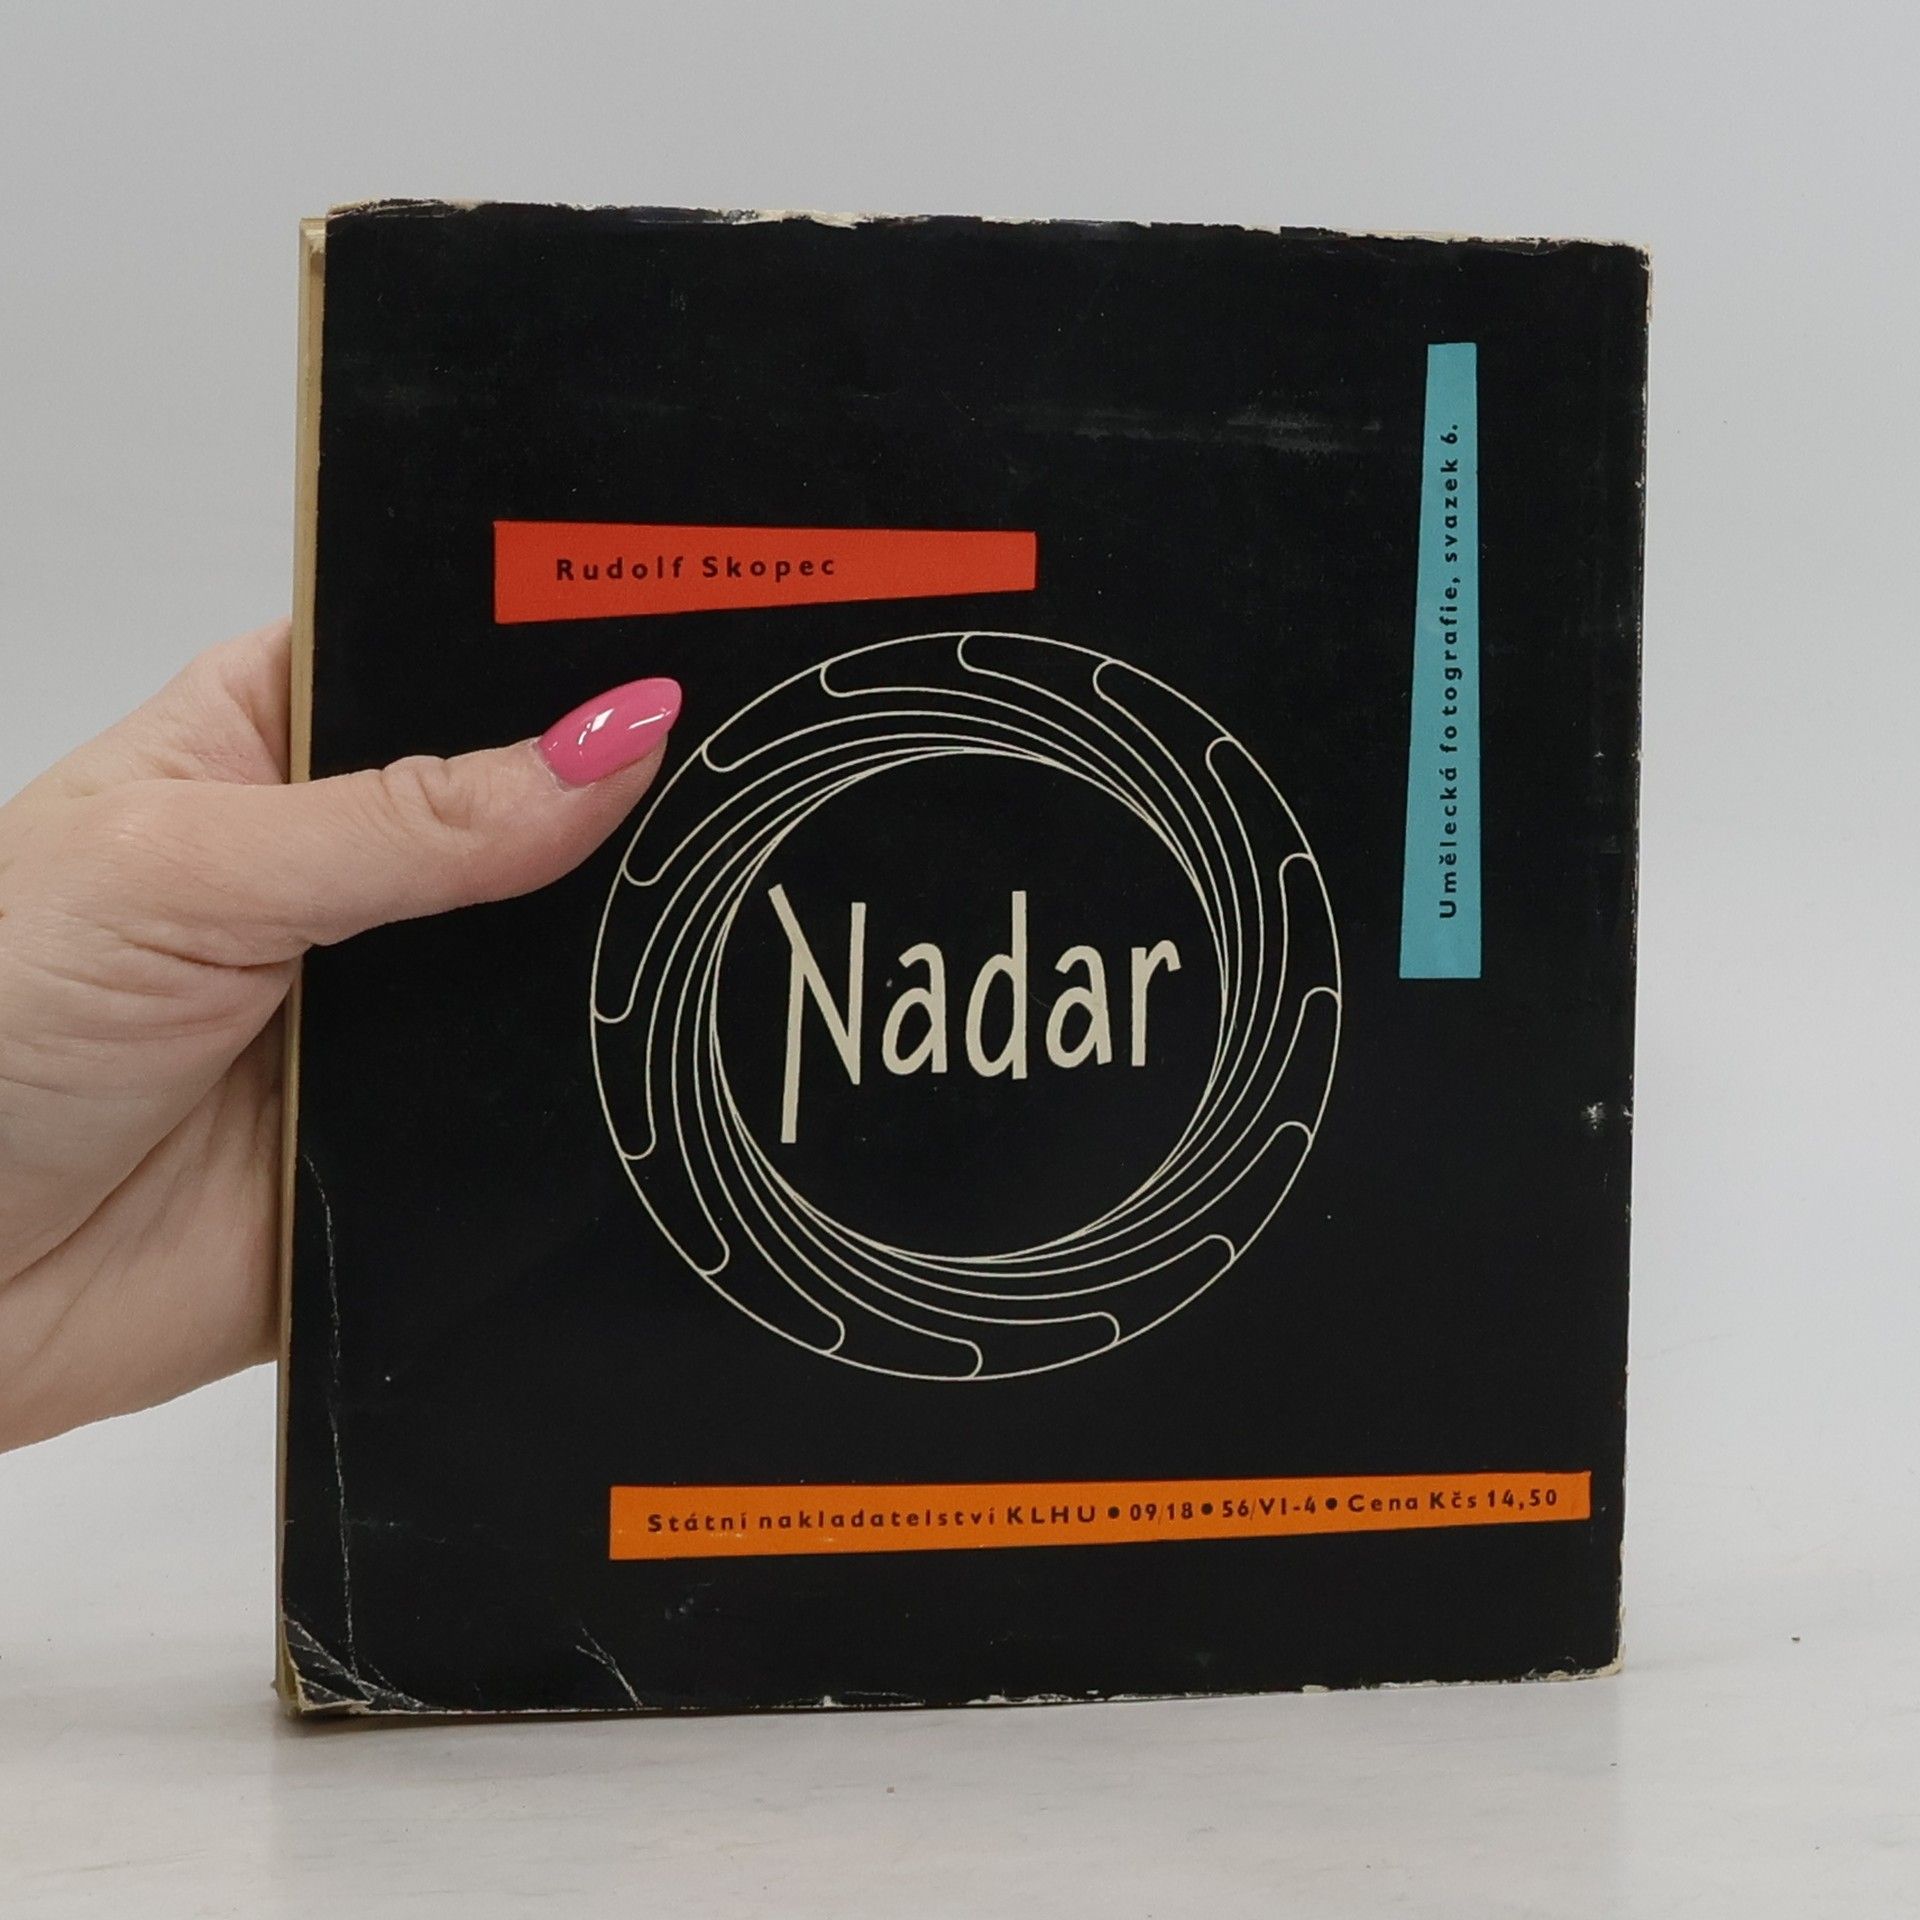 Rudolf Skopec
Umělecká fotografie, svazek 6.
Nadar
Státní nakladatelství KLHU • 09/18 • 56/VI-4 • Cena Kčs 14,50